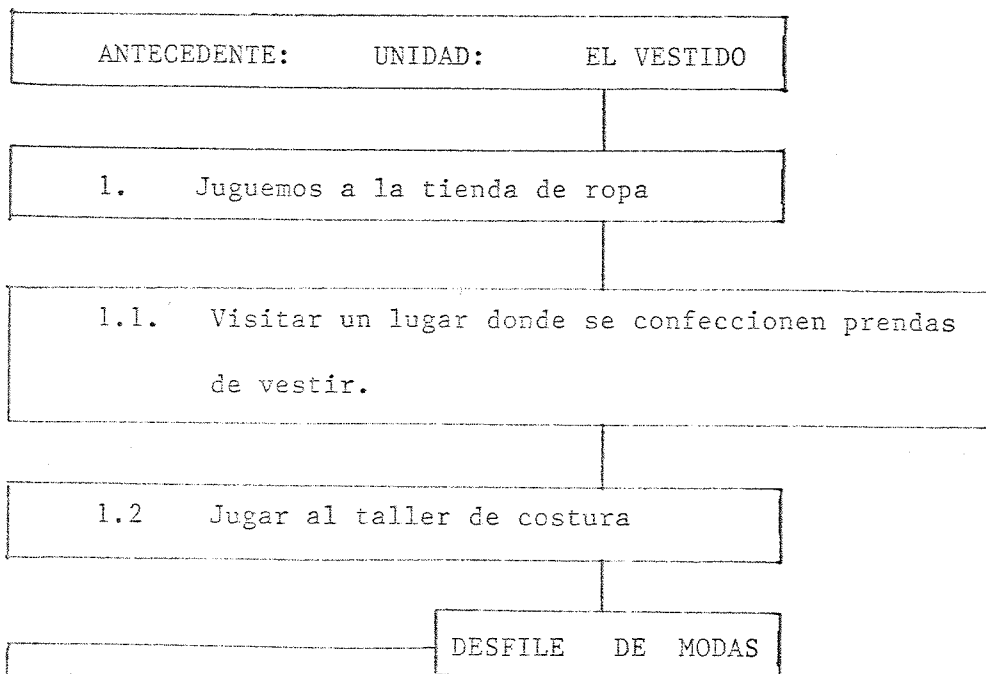 ANTECEDENTE: UNIDAD: EL VESTIDO
1. Juguemos a la tienda de ropa
1.1. Visitar un lugar donde se confeccionen prendas
de vestir.
1.2 Jugar al taller de costura
DESFILE DE MODAS